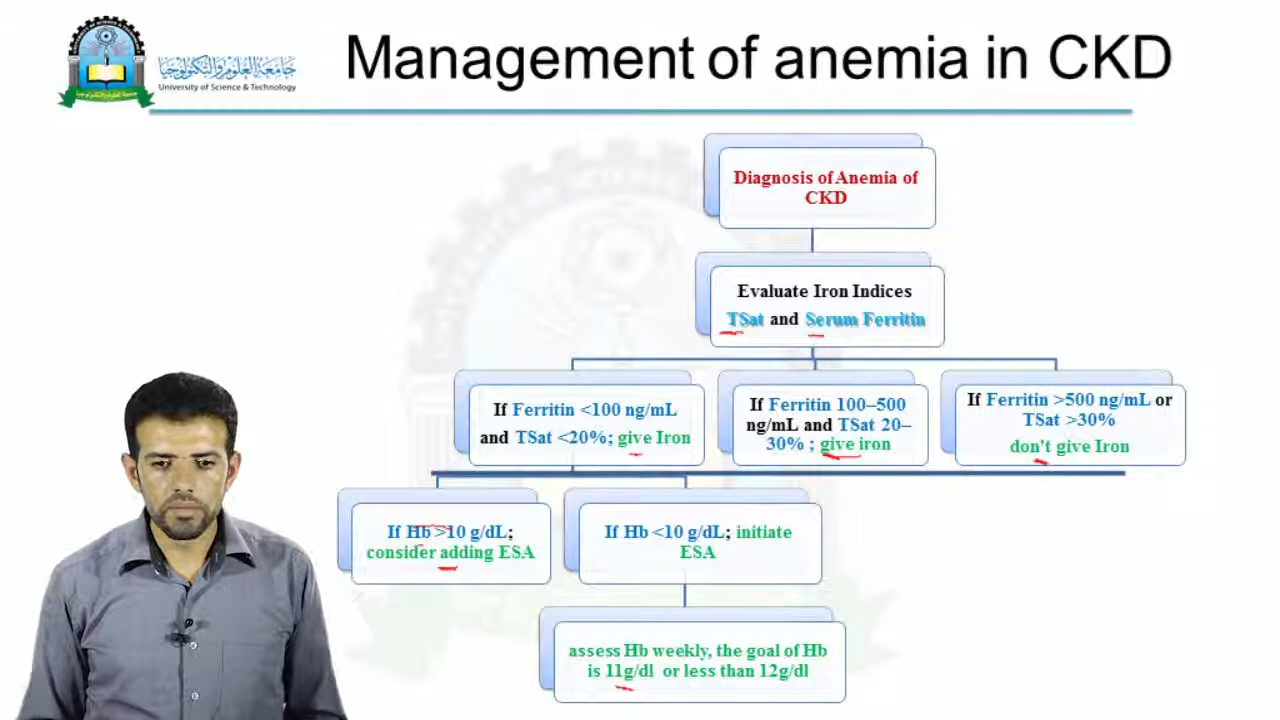 جامعة العلوم والتكنولوجيا
University of Science & Technology
Management of anemia in CKD
Diagnosis of Anemia of
CKD
Evaluate Iron Indices
TSat and Serum Ferritin
If Ferritin <100 ng/mL
and TSat <20%; give Iron
If Ferritin 100–500
ng/mL and TSat 20–
30% ; give iron
If Ferritin >500 ng/mL or
TSat >30%
don't give Iron
If Hb >10 g/dL;
consider adding ESA
If Hb <10 g/dL; initiate
ESA
assess Hb weekly, the goal of Hb
is 11g/dl or less than 12g/dl